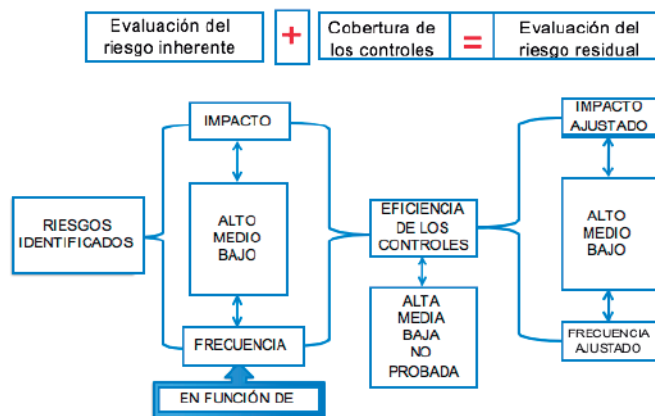 Evaluación del
riesgo inherente
+
Cobertura de
los controles
=
Evaluación del
riesgo residual
RIESGOS
IDENTIFICADOS
IMPACTO
ALTO
MEDIO
BAJO
FRECUENCIA
EN FUNCIÓN DE
EFICIENCIA
DE LOS
CONTROLES
ALTA
MEDIA
BAJA
NO
PROBADA
IMPACTO
AJUSTADO
ALTO
MEDIO
BAJO
FRECUENCIA
AJUSTADO